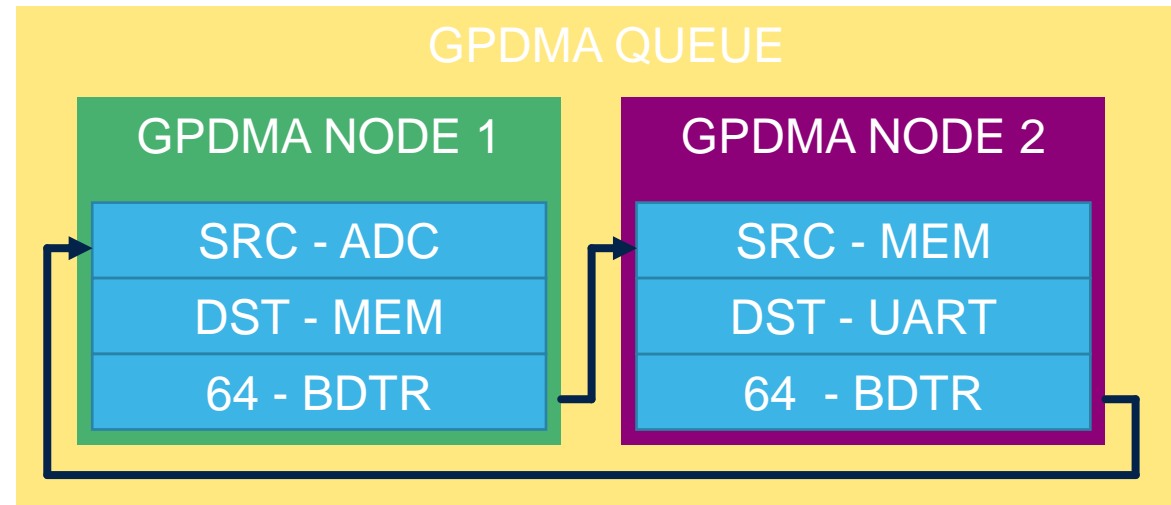 GPDMA QUEUE
GPDMA NODE 1
SRC - ADC
DST - MEM
64 - BDTR
GPDMA NODE 2
SRC - MEM
DST - UART
64 - BDTR